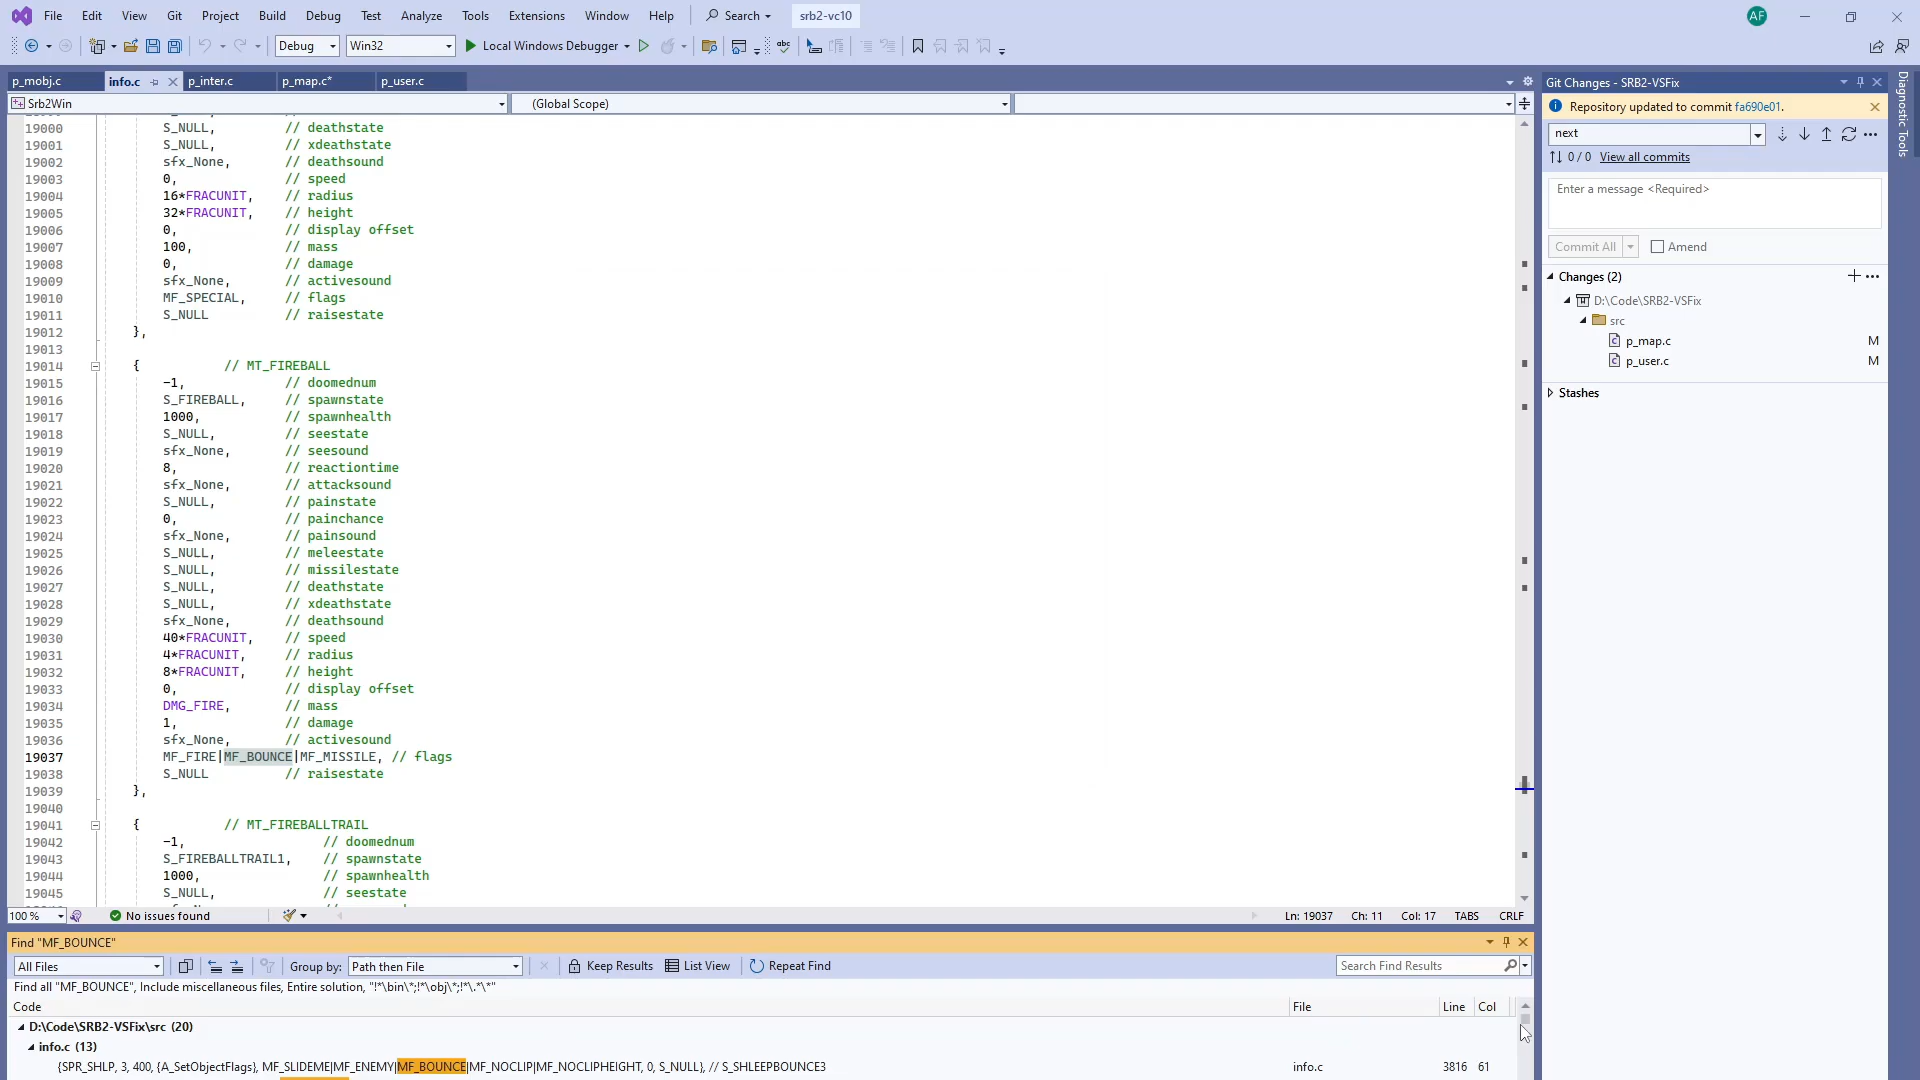 File Edit View Git Project Build Debug Test Analyze Tools Extensions Window Help Search srb2-vc10 AF
Debug Win32 Local Windows Debugger abc
p_mobj.c info.c p_inter.c p_map.c* p_user.c
Srb2Win (Global Scope)
19000 S_NULL, // deathstate
19001 S_NULL, // xdeathstate
19002 sfx_None, // deathsound
19003 0, // speed
19004 16*FRACUNIT, // radius
19005 32*FRACUNIT, // height
19006 0, // display offset
19007 100, // mass
19008 0, // damage
19009 sfx_None, // activesound
19010 MF_SPECIAL, // flags
19011 S_NULL // raisestate
19012 },
19013
19014 { // MT_FIREBALL
19015 -1, // doomednum
19016 S_FIREBALL, // spawnstate
19017 1000, // spawnhealth
19018 S_NULL, // seestate
19019 sfx_None, // seesound
19020 8, // reactiontime
19021 sfx_None, // attacksound
19022 S_NULL, // painstate
19023 0, // painchance
19024 sfx_None, // painsound
19025 S_NULL, // meleestate
19026 S_NULL, // missilestate
19027 S_NULL, // deathstate
19028 S_NULL, // xdeathstate
19029 sfx_None, // deathsound
19030 40*FRACUNIT, // speed
19031 4*FRACUNIT, // radius
19032 8*FRACUNIT, // height
19033 0, // display offset
19034 DMG_FIRE, // mass
19035 1, // damage
19036 sfx_None, // activesound
19037 MF_FIRE|MF_BOUNCE|MF_MISSILE, // flags
19038 S_NULL // raisestate
19039 },
19040
19041 { // MT_FIREBALLTRAIL
19042 -1, // doomednum
19043 S_FIREBALLTRAIL1, // spawnstate
19044 1000, // spawnhealth
19045 S_NULL, // seestate
100 % No issues found Ln: 19037 Ch: 11 Col: 17 TABS CRLF
Find "MF_BOUNCE"
All Files Group by: Path then File Keep Results List View Repeat Find Search Find Results
Find all "MF_BOUNCE", Include miscellaneous files, Entire solution, "!*\bin\*;!*\obj\*;!*\.*\*"
Code File Line Col
D:\Code\SRB2-VSFix\src (20)
info.c (13)
{SPR_SHLP, 3, 400, {A_SetObjectFlags}, MF_SLIDEME|MF_ENEMY|MF_BOUNCE|MF_NOCLIP|MF_NOCLIPHEIGHT, 0, S_NULL}, // S_SHLEEPBOUNCE3 info.c 3816 61
Git Changes - SRB2-VSFix
Repository updated to commit fa690e01.
next
0 / 0 View all commits
Enter a message <Required>
Commit All Amend
Changes (2)
D:\Code\SRB2-VSFix
src
p_map.c M
p_user.c M
Stashes
Diagnostic Tools